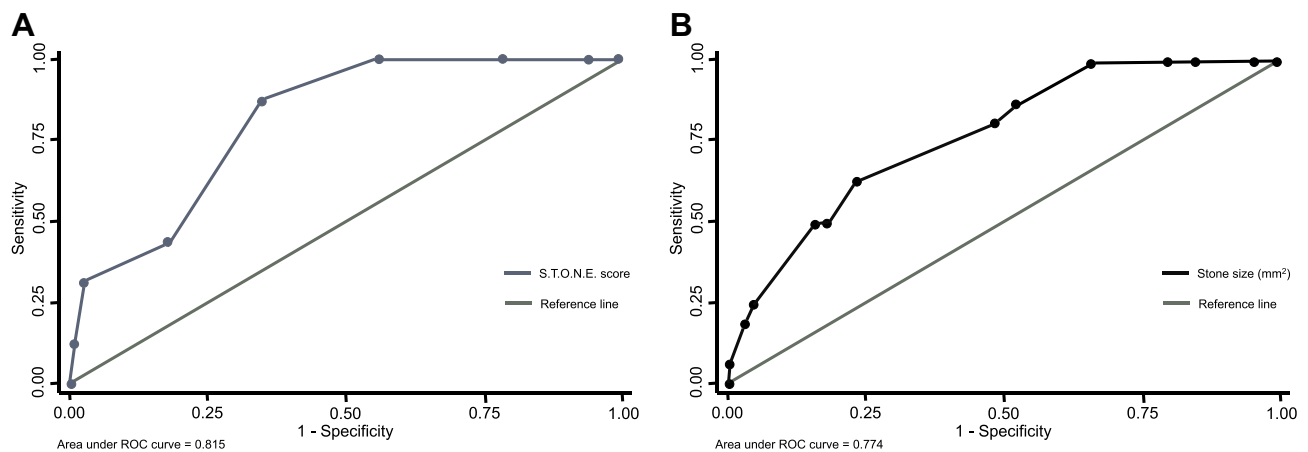 A
1.00
0.75
0.50
0.25
0.00
Sensitivity
S.T.O.N.E. score
Reference line
0.00 0.25 0.50 0.75 1.00
1 - Specificity
Area under ROC curve = 0.815
B
1.00
0.75
0.50
0.25
0.00
Sensitivity
Stone size (mm²)
Reference line
0.00 0.25 0.50 0.75 1.00
1 - Specificity
Area under ROC curve = 0.774